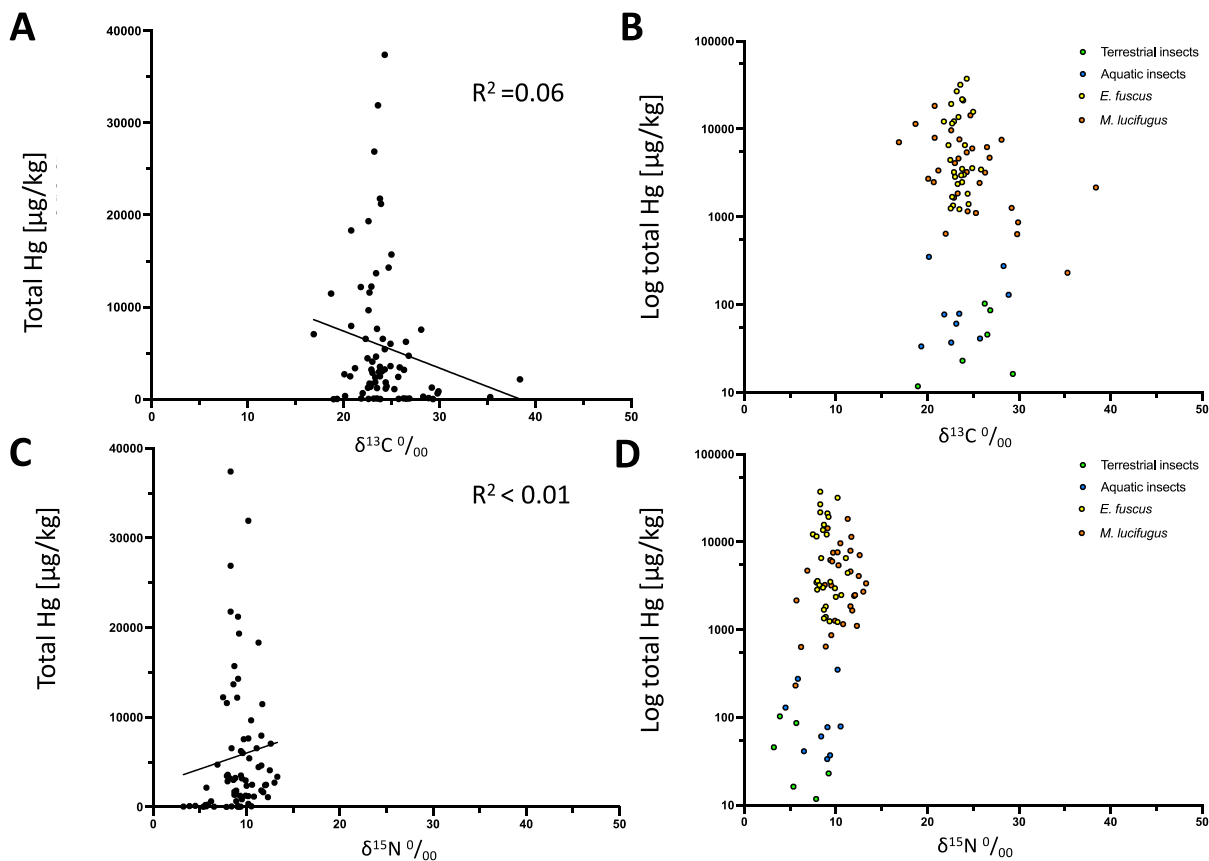 A
40000
30000
20000
10000
0
0
10
20
30
40
50
R² =0.06
Total Hg [µg/kg]
δ¹³C ⁰/₀₀
B
100000
10000
1000
100
10
0
10
20
30
40
50
Terrestrial insects
Aquatic insects
E. fuscus
M. lucifugus
Log total Hg [µg/kg]
δ¹³C ⁰/₀₀
C
40000
30000
20000
10000
0
0
10
20
30
40
50
R² < 0.01
Total Hg [µg/kg]
δ¹⁵N ⁰/₀₀
D
100000
10000
1000
100
10
0
10
20
30
40
50
Terrestrial insects
Aquatic insects
E. fuscus
M. lucifugus
Log total Hg [µg/kg]
δ¹⁵N ⁰/₀₀